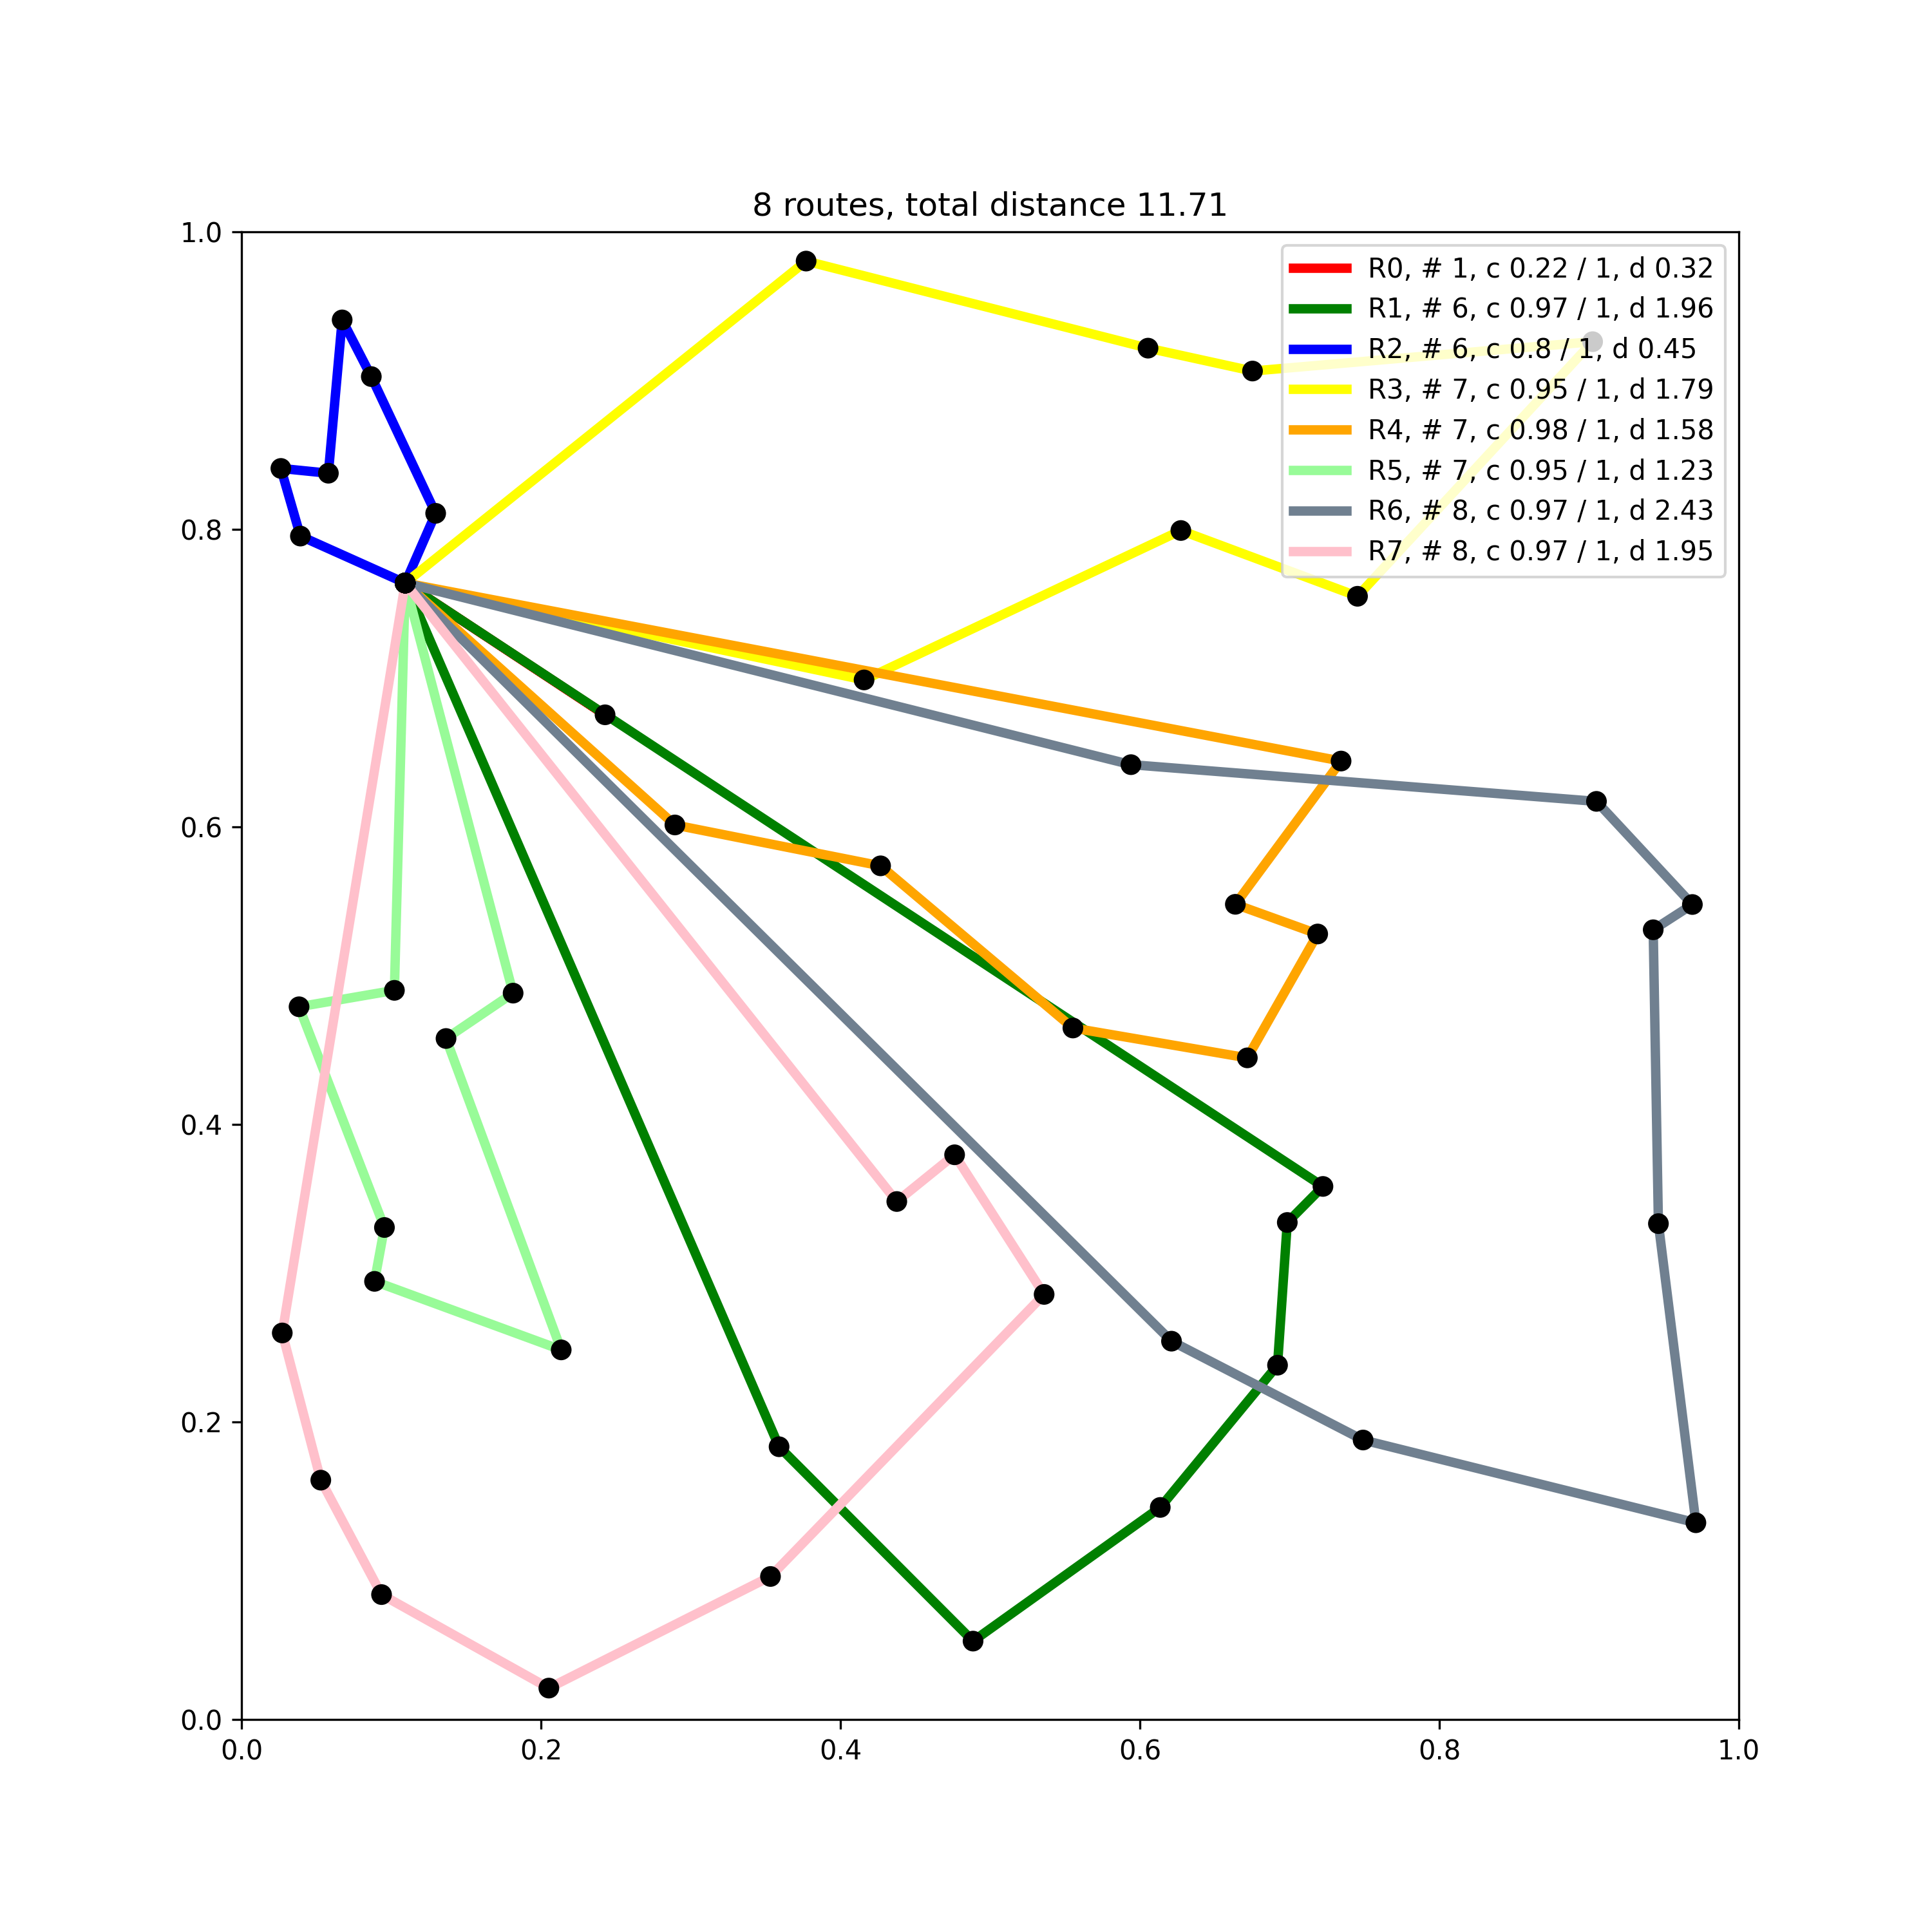 8 routes, total distance 11.71
R0, # 1, c 0.22 / 1, d 0.32
R1, # 6, c 0.97 / 1, d 1.96
R2, # 6, c 0.8 / 1, d 0.45
R3, # 7, c 0.95 / 1, d 1.79
R4, # 7, c 0.98 / 1, d 1.58
R5, # 7, c 0.95 / 1, d 1.23
R6, # 8, c 0.97 / 1, d 2.43
R7, # 8, c 0.97 / 1, d 1.95
1.0
0.8
0.6
0.4
0.2
0.0
0.0 0.2 0.4 0.6 0.8 1.0